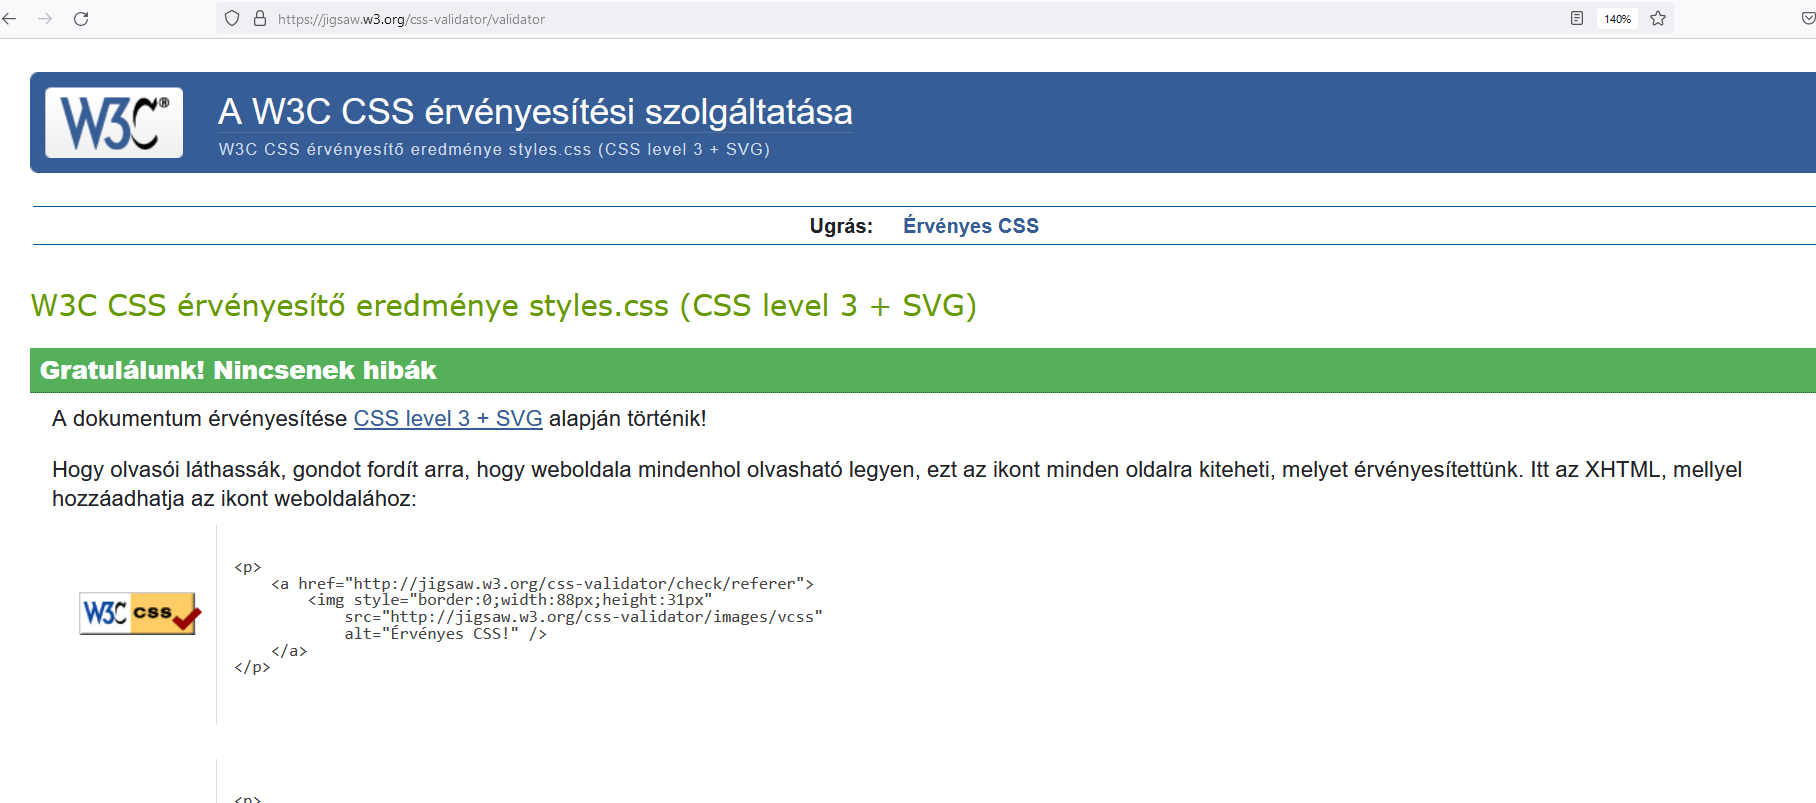 https://jigsaw.w3.org/css-validator/validator
140%
W3C®
A W3C CSS érvényesítési szolgáltatása
W3C CSS érvényesítő eredménye styles.css (CSS level 3 + SVG)
Ugrás: Érvényes CSS
W3C CSS érvényesítő eredménye styles.css (CSS level 3 + SVG)
Gratulálunk! Nincsenek hibák
A dokumentum érvényesítése CSS level 3 + SVG alapján történik!
Hogy olvasói láthassák, gondot fordít arra, hogy weboldala mindenhol olvasható legyen, ezt az ikont minden oldalra kiteheti, melyet érvényesítettünk. Itt az XHTML, mellyel
hozzáadhatja az ikont weboldalához:
W3C css
<p>
<a href="http://jigsaw.w3.org/css-validator/check/referer">
<img style="border:0;width:88px;height:31px"
src="http://jigsaw.w3.org/css-validator/images/vcss"
alt="Érvényes CSS!" />
</a>
</p>
<p>